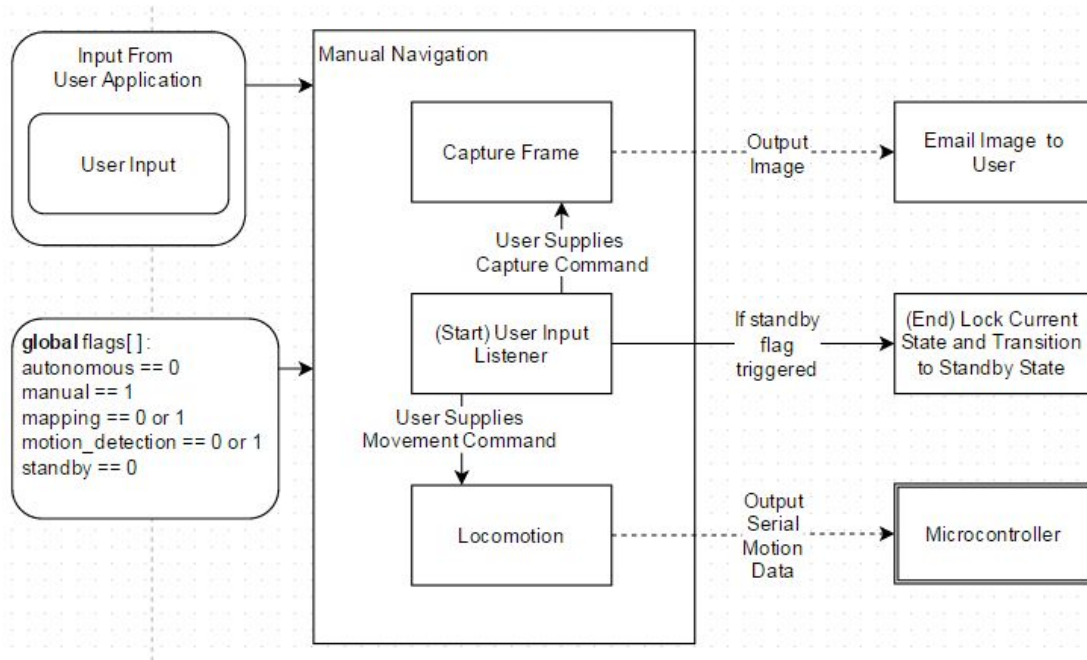 Input From
User Application
User Input
global flags[ ] :
autonomous == 0
manual == 1
mapping == 0 or 1
motion_detection == 0 or 1
standby == 0
Manual Navigation
Capture Frame
User Supplies
Capture Command
(Start) User Input
Listener
User Supplies
Movement Command
Locomotion
Output
Image
Email Image to
User
If standby
flag
triggered
(End) Lock Current
State and Transition
to Standby State
Output
Serial
Motion
Data
Microcontroller